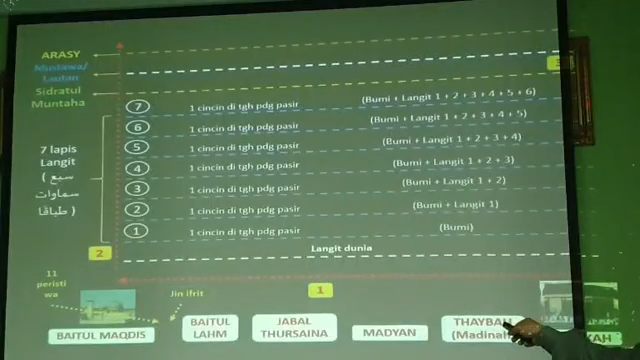 ARASY
Mustawa/
Lautan
Sidratul
Muntaha
7 1 cincin di tgh pdg pasir (Bumi + Langit 1 + 2 + 3 + 4 + 5 + 6)
6 1 cincin di tgh pdg pasir (Bumi + Langit 1 + 2 + 3 + 4 + 5)
5 1 cincin di tgh pdg pasir (Bumi + Langit 1 + 2 + 3 + 4)
4 1 cincin di tgh pdg pasir (Bumi + Langit 1 + 2 + 3)
3 1 cincin di tgh pdg pasir (Bumi + Langit 1 + 2)
2 1 cincin di tgh pdg pasir (Bumi + Langit 1)
1 1 cincin di tgh pdg pasir (Bumi)
7 lapis
Langit
( سبع
سماوات
طباقا )
Langit dunia
2
11
peristi
wa
Jin ifrit
1
BAITUL MAQDIS
BAITUL
LAHM
JABAL
THURSAINA
MADYAN
THAYBAH
(Madinah
KAH